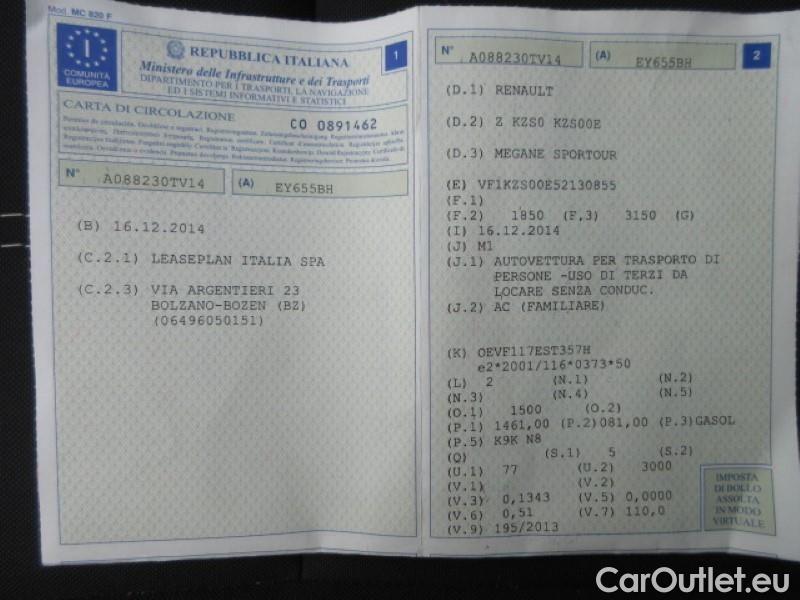 Mod. MC 820 F
I
COMUNITÀ
EUROPEA
REPUBBLICA ITALIANA
1
Ministero delle Infrastrutture e dei Trasporti
DIPARTIMENTO PER I TRASPORTI, LA NAVIGAZIONE
ED I SISTEMI INFORMATIVI E STATISTICI
CARTA DI CIRCOLAZIONE
CO 0891462
N° A088230TV14 (A) EY655BH
(B) 16.12.2014
(C.2.1) LEASEPLAN ITALIA SPA
(C.2.3) VIA ARGENTIERI 23
BOLZANO-BOZEN (BZ)
(06496050151)
N° A088230TV14 (A) EY655BH 2
(D.1) RENAULT
(D.2) Z KZS0 KZS00E
(D.3) MEGANE SPORTOUR
(E) VF1KZS00E52130855
(F.1)
(F.2) 1850 (F,3) 3150 (G)
(I) 16.12.2014
(J) M1
(J.1) AUTOVETTURA PER TRASPORTO DI
PERSONE -USO DI TERZI DA
LOCARE SENZA CONDUC.
(J.2) AC (FAMILIARE)
(K) OEVF117EST357H
e2*2001/116*0373*50
(L) 2 (N.1) (N.2)
(N.3) (N.4) (N.5)
(O.1) 1500 (O.2)
(P.1) 1461,00 (P.2)081,00 (P.3)GASOL
(P.5) K9K N8
(Q) (S.1) 5 (S.2)
(U.1) 77 (U.2) 3000
(V.1) (V.2)
(V.3) 0,1343 (V.5) 0,0000
(V.6) 0,51 (V.7) 110,0
(V.9) 195/2013
IMPOSTA
DI BOLLO
ASSOLTA
IN MODO
VIRTUALE
CarOutlet.eu